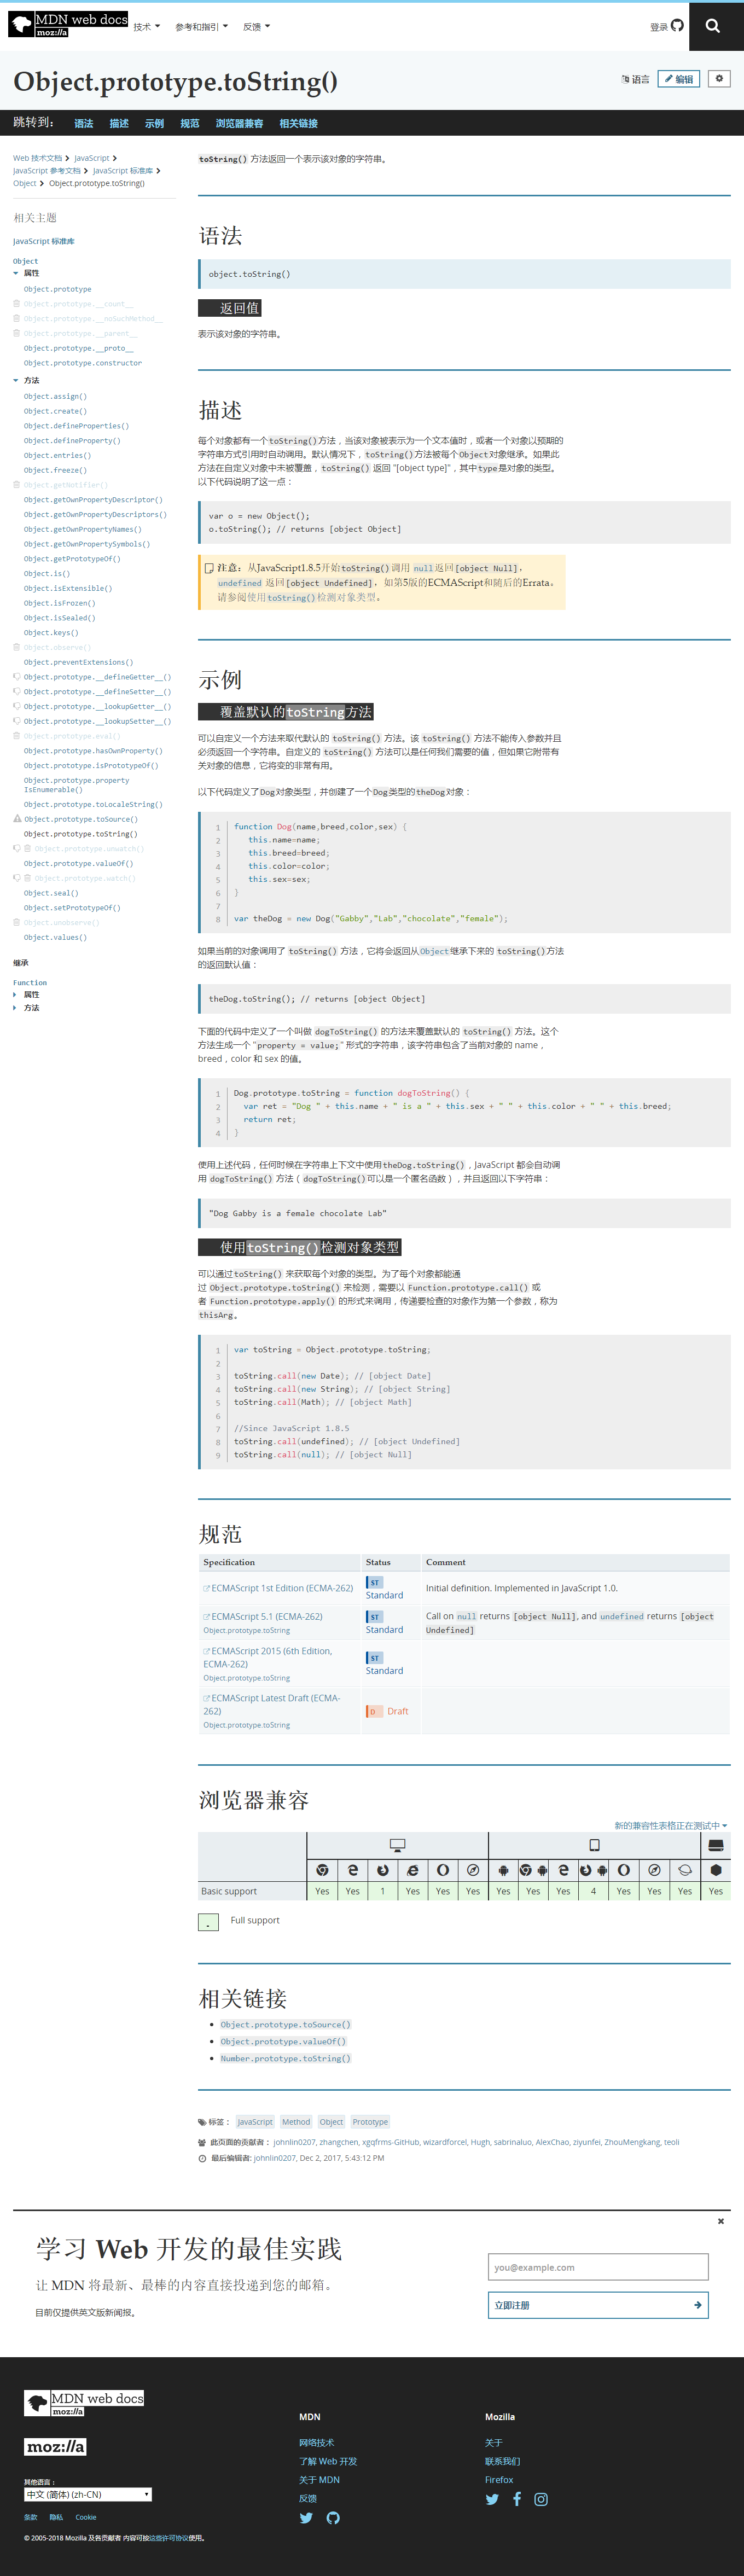 MDN web docs
moz://a
技术
参考和指引
反馈
登录
Object.prototype.toString()
语言
编辑
跳转到：
语法
描述
示例
规范
浏览器兼容
相关链接
Web 技术文档
JavaScript
JavaScript 参考文档
JavaScript 标准库
Object
Object.prototype.toString()
相关主题
JavaScript 标准库
Object
属性
Object.prototype
Object.prototype.__count__
Object.prototype.__noSuchMethod__
Object.prototype.__parent__
Object.prototype.__proto__
Object.prototype.constructor
方法
Object.assign()
Object.create()
Object.defineProperties()
Object.defineProperty()
Object.entries()
Object.freeze()
Object.getNotifier()
Object.getOwnPropertyDescriptor()
Object.getOwnPropertyDescriptors()
Object.getOwnPropertyNames()
Object.getOwnPropertySymbols()
Object.getPrototypeOf()
Object.is()
Object.isExtensible()
Object.isFrozen()
Object.isSealed()
Object.keys()
Object.observe()
Object.preventExtensions()
Object.prototype.__defineGetter__()
Object.prototype.__defineSetter__()
Object.prototype.__lookupGetter__()
Object.prototype.__lookupSetter__()
Object.prototype.eval()
Object.prototype.hasOwnProperty()
Object.prototype.isPrototypeOf()
Object.prototype.property
IsEnumerable()
Object.prototype.toLocaleString()
Object.prototype.toSource()
Object.prototype.toString()
Object.prototype.unwatch()
Object.prototype.valueOf()
Object.prototype.watch()
Object.seal()
Object.setPrototypeOf()
Object.unobserve()
Object.values()
继承
Function
属性
方法
toString() 方法返回一个表示该对象的字符串。
语法
object.toString()
返回值
表示该对象的字符串。
描述
每个对象都有一个toString()方法，当该对象被表示为一个文本值时，或者一个对象以预期的
字符串方式引用时自动调用。默认情况下，toString()方法被每个Object对象继承。如果此
方法在自定义对象中未被覆盖，toString() 返回 "[object type]"，其中type是对象的类型。
以下代码说明了这一点：
var o = new Object();
o.toString(); // returns [object Object]
注意：从JavaScript1.8.5开始toString()调用 null返回[object Null]，
undefined 返回[object Undefined]，如第5版的ECMAScript和随后的Errata。
请参阅使用toString()检测对象类型。
示例
覆盖默认的toString方法
可以自定义一个方法来取代默认的 toString() 方法。该 toString() 方法不能传入参数并且
必须返回一个字符串。自定义的 toString() 方法可以是任何我们需要的值，但如果它附带有
关对象的信息，它将变的非常有用。
以下代码定义了Dog对象类型，并创建了一个Dog类型的theDog对象：
1 function Dog(name,breed,color,sex) {
2 this.name=name;
3 this.breed=breed;
4 this.color=color;
5 this.sex=sex;
6 }
7
8 var theDog = new Dog("Gabby","Lab","chocolate","female");
如果当前的对象调用了 toString() 方法，它将会返回从Object继承下来的 toString()方法
的返回默认值：
theDog.toString(); // returns [object Object]
下面的代码中定义了一个叫做 dogToString() 的方法来覆盖默认的 toString() 方法。这个
方法生成一个 "property = value;" 形式的字符串，该字符串包含了当前对象的 name，
breed，color 和 sex 的值。
1 Dog.prototype.toString = function dogToString() {
2 var ret = "Dog " + this.name + " is a " + this.sex + " " + this.color + " " + this.breed;
3 return ret;
4 }
使用上述代码，任何时候在字符串上下文中使用theDog.toString()，JavaScript 都会自动调
用 dogToString() 方法（dogToString()可以是一个匿名函数），并且返回以下字符串：
"Dog Gabby is a female chocolate Lab"
使用toString()检测对象类型
可以通过toString() 来获取每个对象的类型。为了每个对象都能通
过 Object.prototype.toString() 来检测，需要以 Function.prototype.call() 或
者 Function.prototype.apply() 的形式来调用，传递要检查的对象作为第一个参数，称为
thisArg。
1 var toString = Object.prototype.toString;
2
3 toString.call(new Date); // [object Date]
4 toString.call(new String); // [object String]
5 toString.call(Math); // [object Math]
6
7 //Since JavaScript 1.8.5
8 toString.call(undefined); // [object Undefined]
9 toString.call(null); // [object Null]
规范
Specification Status Comment
ECMAScript 1st Edition (ECMA-262)
ST
Standard
Initial definition. Implemented in JavaScript 1.0.
ECMAScript 5.1 (ECMA-262)
Object.prototype.toString
ST
Standard
Call on null returns [object Null], and undefined returns [object
Undefined]
ECMAScript 2015 (6th Edition,
ECMA-262)
Object.prototype.toString
ST
Standard
ECMAScript Latest Draft (ECMA-
262)
Object.prototype.toString
D Draft
浏览器兼容
新的兼容性表格正在测试中
Basic support Yes Yes 1 Yes Yes Yes Yes Yes Yes 4 Yes Yes Yes Yes
Full support
相关链接
Object.prototype.toSource()
Object.prototype.valueOf()
Number.prototype.toString()
标签： JavaScript Method Object Prototype
此页面的贡献者： johnlin0207, zhangchen, xgqfrms-GitHub, wizardforcel, Hugh, sabrinaluo, AlexChao, ziyunfei, ZhouMengkang, teoli
最后编辑者: johnlin0207, Dec 2, 2017, 5:43:12 PM
学习 Web 开发的最佳实践
让 MDN 将最新、最棒的内容直接投递到您的邮箱。
目前仅提供英文版新闻报。
you@example.com
立即注册
MDN web docs
moz://a
moz://a
其他语言：
中文 (简体) (zh-CN)
条款 隐私 Cookie
© 2005-2018 Mozilla 及各贡献者 内容可按这些许可协议使用。
MDN
网络技术
了解 Web 开发
关于 MDN
反馈
Mozilla
关于
联系我们
Firefox